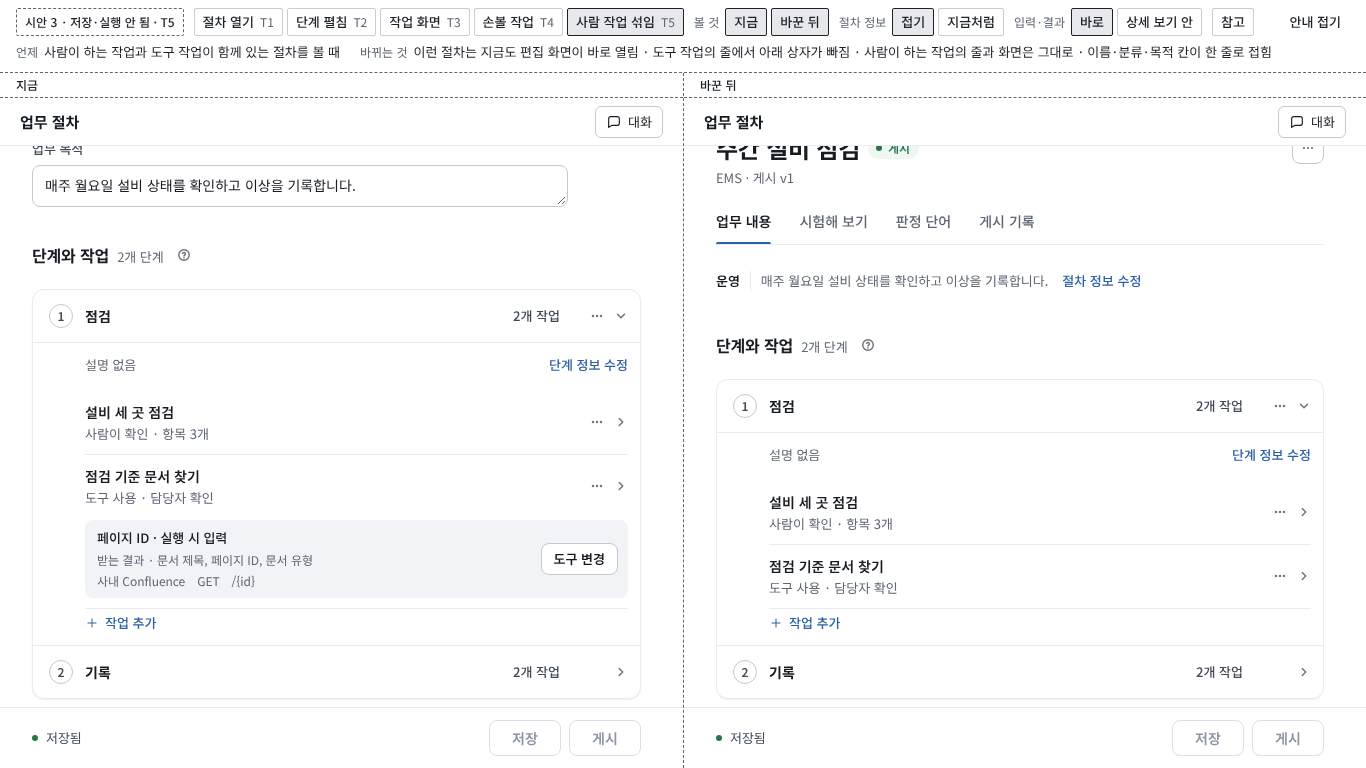 시안 3 · 저장·실행 안 됨 · T5
절차 열기 T1
단계 펼침 T2
작업 화면 T3
손볼 작업 T4
사람 작업 섞임 T5
볼 것
지금
바꾼 뒤
절차 정보
접기
지금처럼
입력·결과
바로
상세 보기 안
참고
안내 접기
언제 사람이 하는 작업과 도구 작업이 함께 있는 절차를 볼 때
바뀌는 것 이런 절차는 지금도 편집 화면이 바로 열림 · 도구 작업의 줄에서 아래 상자가 빠짐 · 사람이 하는 작업의 줄과 화면은 그대로 · 이름·분류·목적 칸이 한 줄로 접힘
지금
업무 절차
대화
업무 목적
매주 월요일 설비 상태를 확인하고 이상을 기록합니다.
단계와 작업 2개 단계
1 점검 2개 작업
설명 없음 단계 정보 수정
설비 세 곳 점검
사람이 확인 · 항목 3개
점검 기준 문서 찾기
도구 사용 · 담당자 확인
페이지 ID · 실행 시 입력
받는 결과 · 문서 제목, 페이지 ID, 문서 유형
사내 Confluence GET /{id}
도구 변경
+ 작업 추가
2 기록 2개 작업
저장됨
저장
게시
바꾼 뒤
업무 절차
대화
주간 설비 점검 게시
EMS · 게시 v1
업무 내용
시험해 보기
판정 단어
게시 기록
운영 매주 월요일 설비 상태를 확인하고 이상을 기록합니다. 절차 정보 수정
단계와 작업 2개 단계
1 점검 2개 작업
설명 없음 단계 정보 수정
설비 세 곳 점검
사람이 확인 · 항목 3개
점검 기준 문서 찾기
도구 사용 · 담당자 확인
+ 작업 추가
2 기록 2개 작업
저장됨
저장
게시